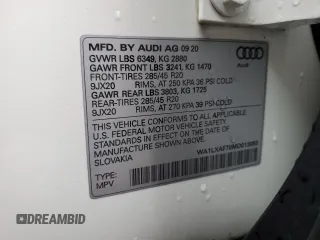 MFD. BY AUDI AG 09 20
GVWR LBS 6349, KG 2880
GAWR FRONT LBS 3241, KG 1470
FRONT-TIRES 285/45 R20
9JX20 RIMS, AT 250 KPA 36 PSI COLD
GAWR REAR LBS 3803, KG 1725
REAR-TIRES 285/45 R20
9JX20 RIMS, AT 270 KPA 39 PSI COLD
THIS VEHICLE CONFORMS TO ALL APPLICABLE
U.S. FEDERAL MOTOR VEHICLE SAFETY
STANDARDS IN EFFECT ON THE DATE OF
MANUFACTURE SHOWN ABOVE.
SLOVAKIA
Audi
TYPE:
MPV
AutoBidMaster